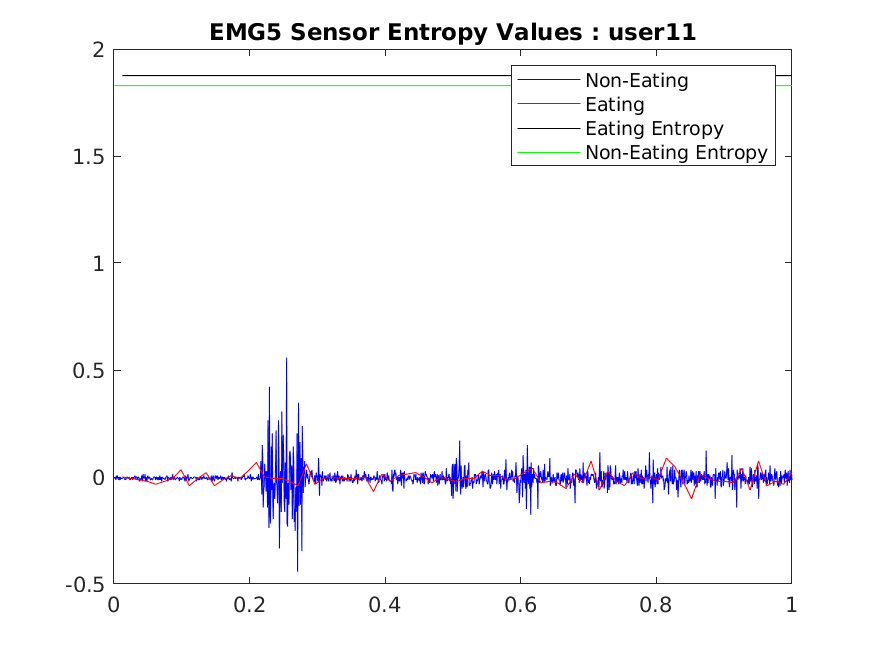 EMG5 Sensor Entropy Values : user11
2
Non-Eating
Eating
Eating Entropy
Non-Eating Entropy
1.5
1
0.5
0
-0.5
0 0.2 0.4 0.6 0.8 1